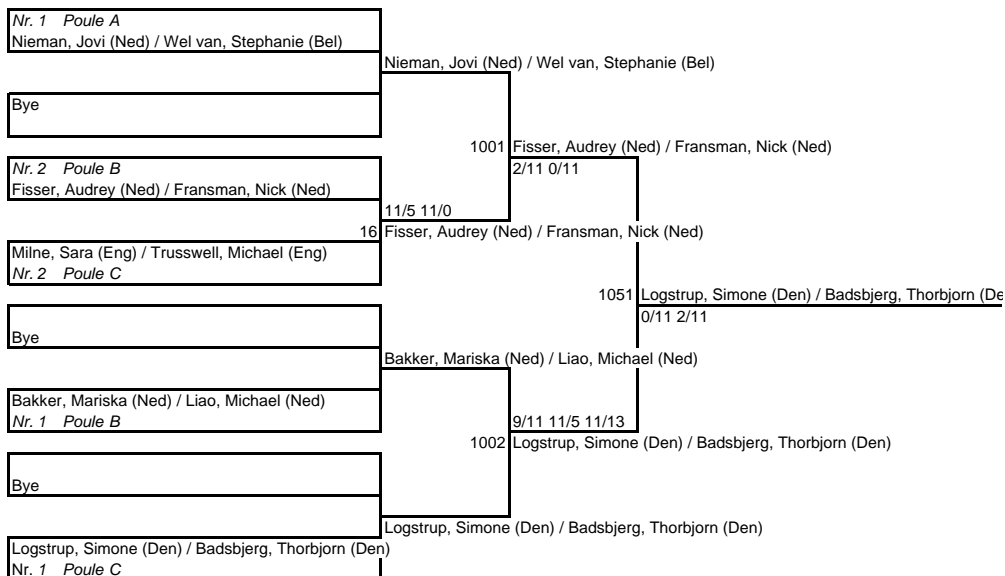 Nr. 1 Poule A
Nieman, Jovi (Ned) / Wel van, Stephanie (Bel)
Nieman, Jovi (Ned) / Wel van, Stephanie (Bel)
Bye
1001 Fisser, Audrey (Ned) / Fransman, Nick (Ned)
2/11 0/11
Nr. 2 Poule B
Fisser, Audrey (Ned) / Fransman, Nick (Ned)
11/5 11/0
16 Fisser, Audrey (Ned) / Fransman, Nick (Ned)
Milne, Sara (Eng) / Trusswell, Michael (Eng)
Nr. 2 Poule C
1051 Logstrup, Simone (Den) / Badsbjerg, Thorbjorn (De
0/11 2/11
Bye
Bakker, Mariska (Ned) / Liao, Michael (Ned)
Bakker, Mariska (Ned) / Liao, Michael (Ned)
Nr. 1 Poule B
9/11 11/5 11/13
1002 Logstrup, Simone (Den) / Badsbjerg, Thorbjorn (Den)
Bye
Logstrup, Simone (Den) / Badsbjerg, Thorbjorn (Den)
Logstrup, Simone (Den) / Badsbjerg, Thorbjorn (Den)
Nr. 1 Poule C